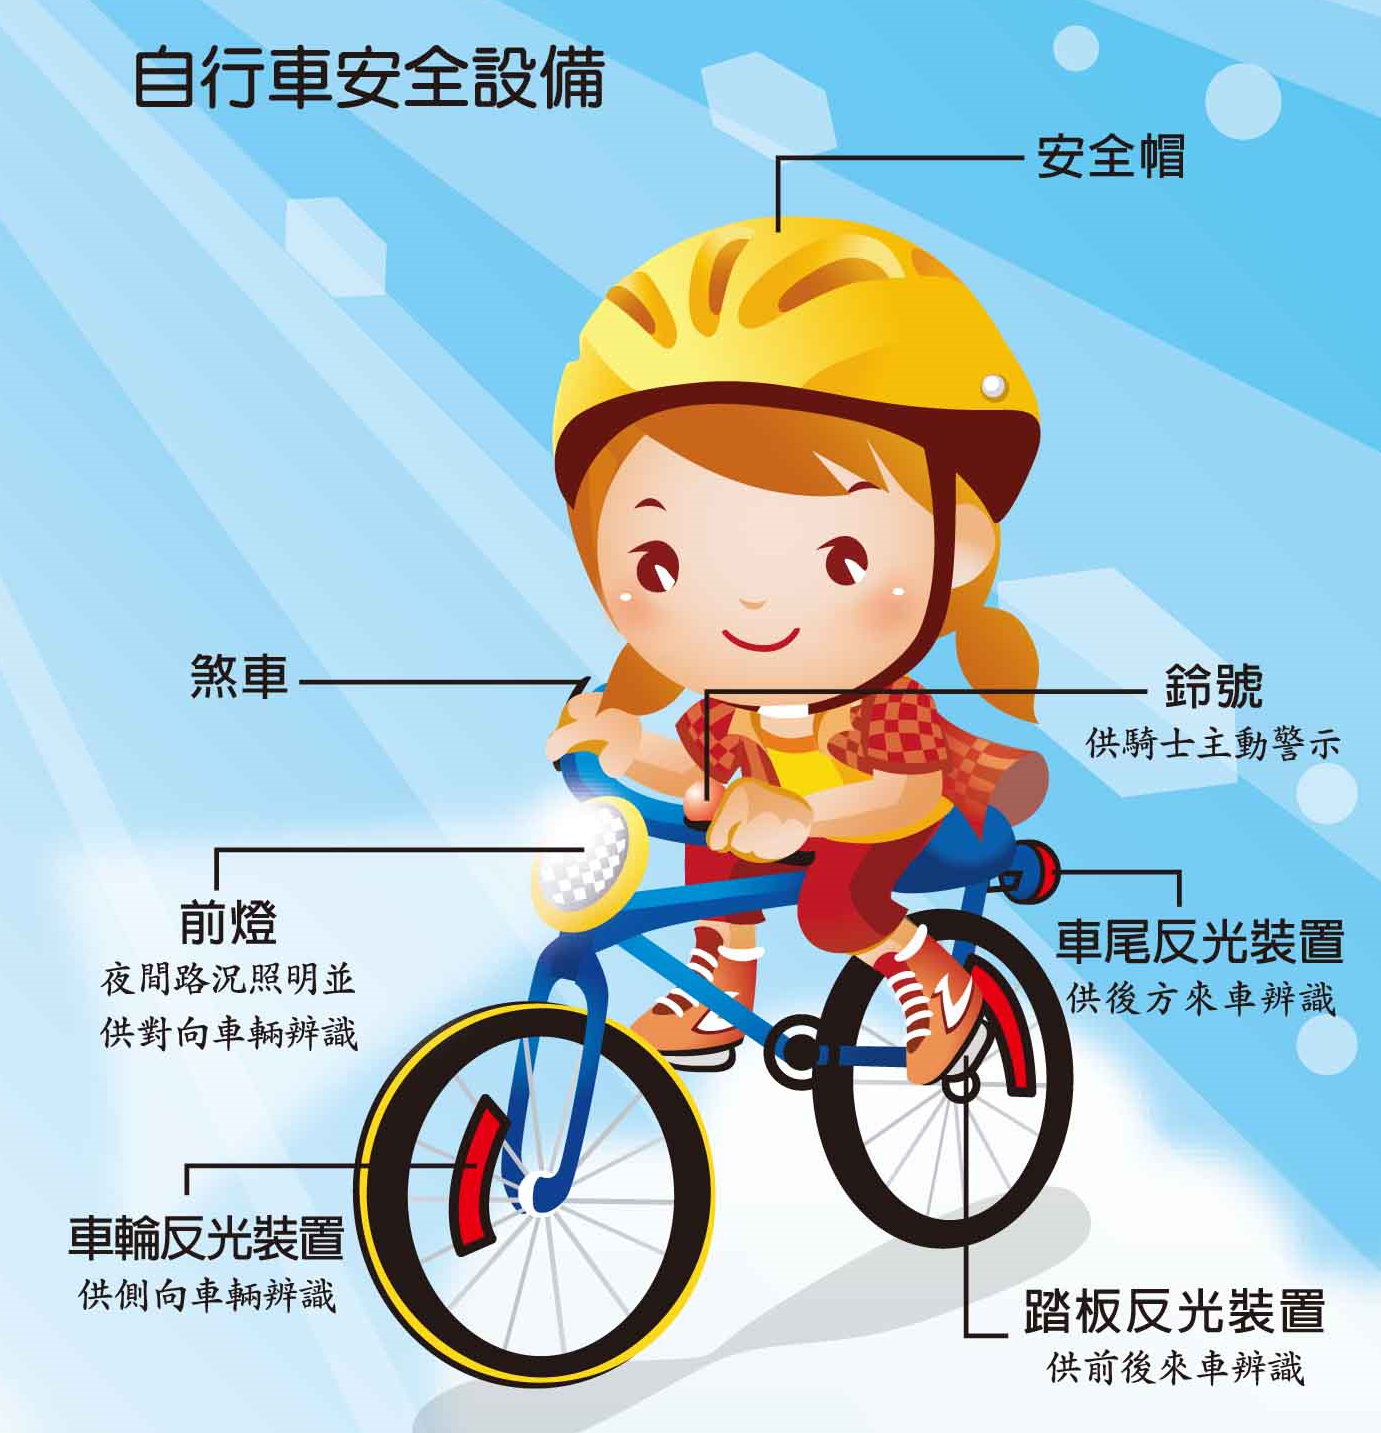 自行車安全設備
安全帽
煞車
鈴號
供騎士主動警示
前燈
夜間路況照明並
供對向車輛辨識
車尾反光裝置
供後方來車辨識
車輪反光裝置
供側向車輛辨識
踏板反光裝置
供前後來車辨識